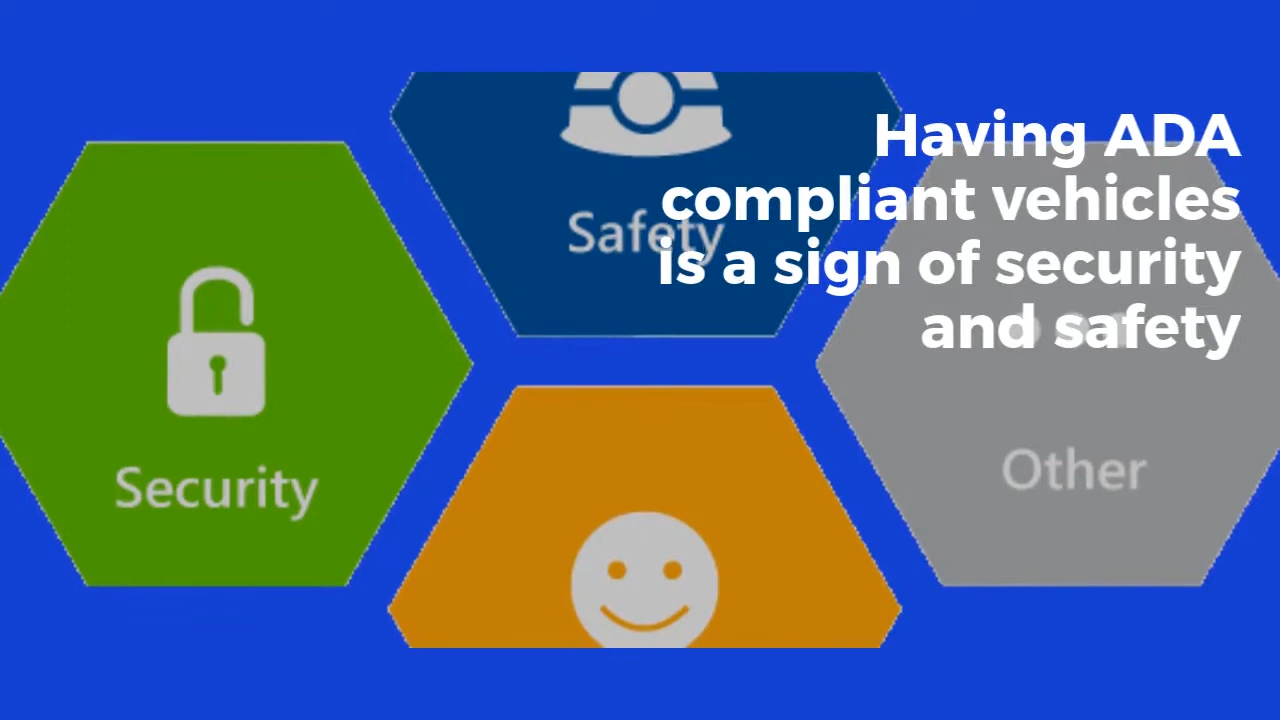 Having ADA
compliant vehicles
is a sign of security
and safety
Safety
Security
Other